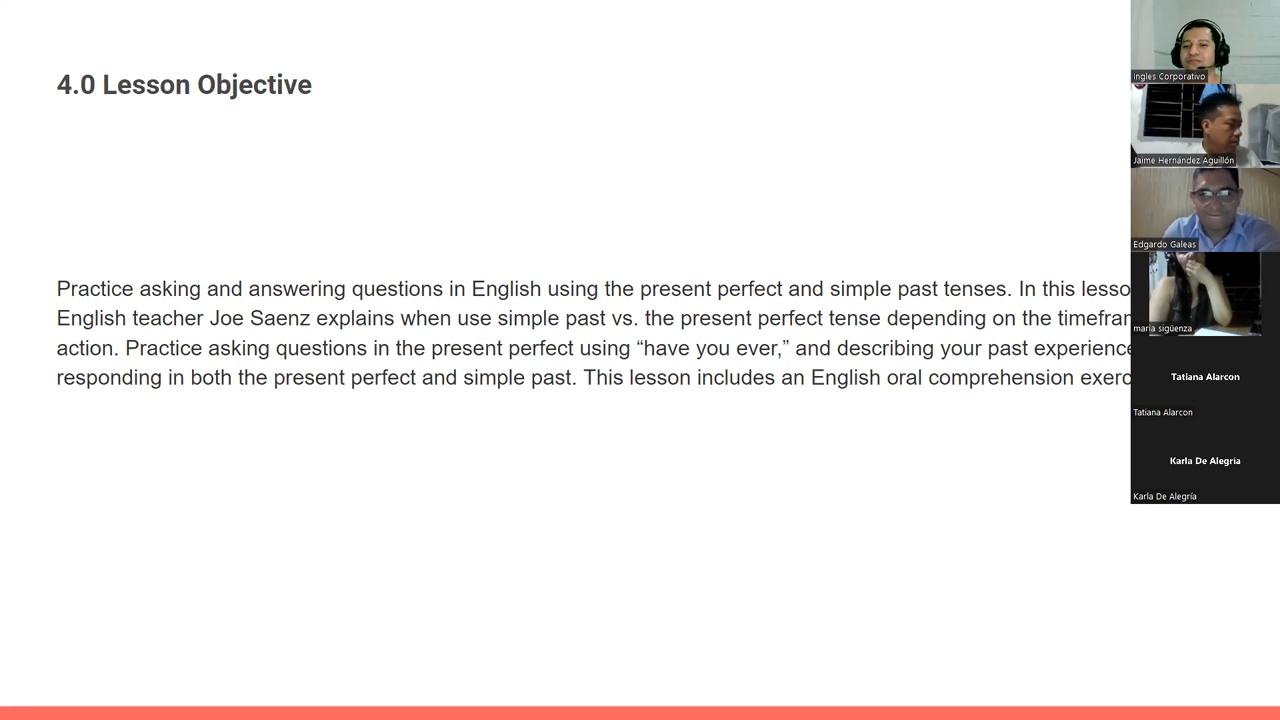 4.0 Lesson Objective
Practice asking and answering questions in English using the present perfect and simple past tenses. In this lesso
English teacher Joe Saenz explains when use simple past vs. the present perfect tense depending on the timefran
action. Practice asking questions in the present perfect using “have you ever,” and describing your past experience
responding in both the present perfect and simple past. This lesson includes an English oral comprehension exerc
Ingles Corporativo
Jaime Hernández Aguillón
Edgardo Galeas
maria sigüenza
Tatiana Alarcon
Tatiana Alarcon
Karla De Alegría
Karla De Alegría